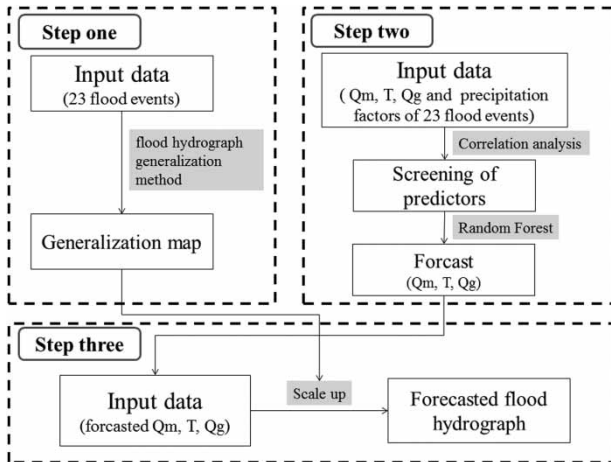 Step one
Input data
(23 flood events)
flood hydrograph
generalization
method
Generalization map
Step two
Input data
( Qm, T, Qg and precipitation
factors of 23 flood events)
Correlation analysis
Screening of
predictors
Random Forest
Forcast
(Qm, T, Qg)
Step three
Input data
(forcasted Qm, T, Qg)
Scale up
Forecasted flood
hydrograph